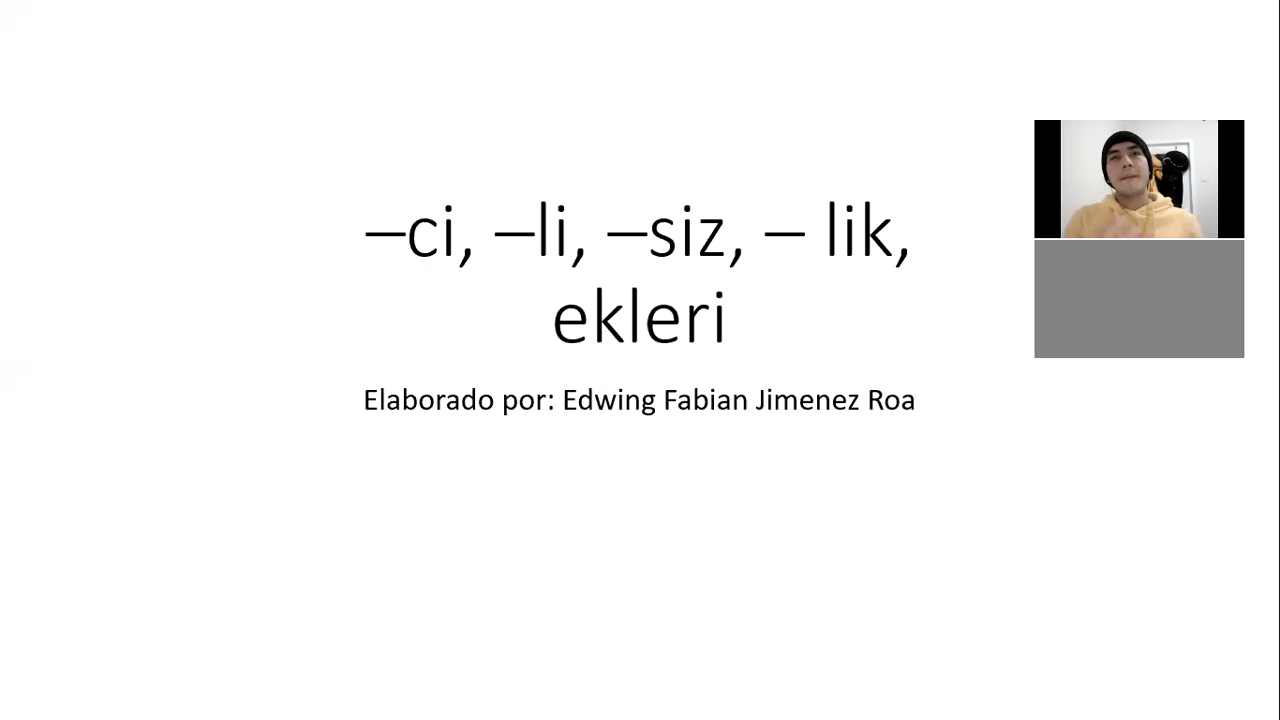 –ci, –li, –siz, – lik,
ekleri
Elaborado por: Edwing Fabian Jimenez Roa